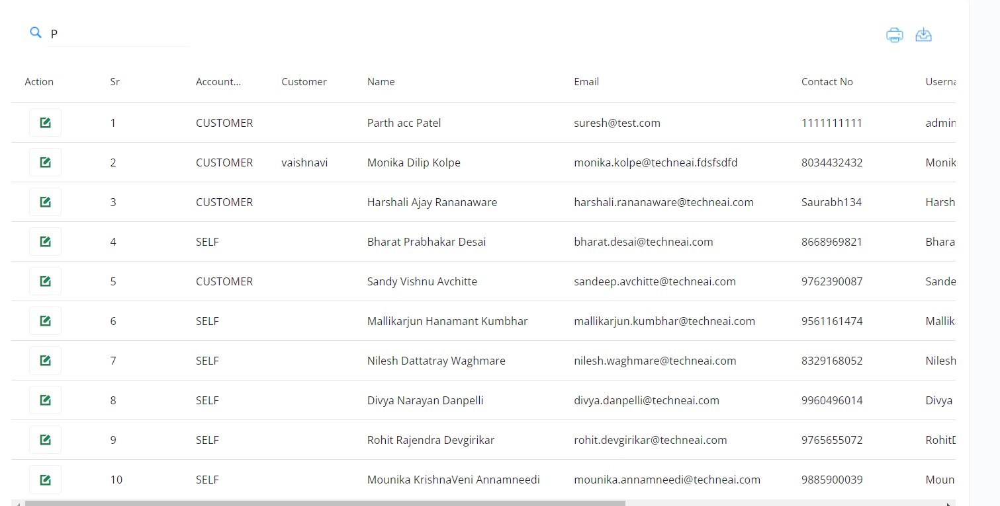 P
Action Sr Account... Customer Name Email Contact No Userna
1 CUSTOMER Parth acc Patel suresh@test.com 1111111111 admin
2 CUSTOMER vaishnavi Monika Dilip Kolpe monika.kolpe@techneai.fdsfsdfd 8034432432 Monik
3 CUSTOMER Harshali Ajay Rananaware harshali.rananaware@techneai.com Saurabh134 Harsh
4 SELF Bharat Prabhakar Desai bharat.desai@techneai.com 8668969821 Bhara
5 CUSTOMER Sandy Vishnu Avchitte sandeep.avchitte@techneai.com 9762390087 Sande
6 SELF Mallikarjun Hanamant Kumbhar mallikarjun.kumbhar@techneai.com 9561161474 Mallik
7 SELF Nilesh Dattatray Waghmare nilesh.waghmare@techneai.com 8329168052 Nilesh
8 SELF Divya Narayan Danpelli divya.danpelli@techneai.com 9960496014 Divya
9 SELF Rohit Rajendra Devgirikar rohit.devgirikar@techneai.com 9765655072 RohitD
10 SELF Mounika KrishnaVeni Annamneedi mounika.annamneedi@techneai.com 9885900039 Moun